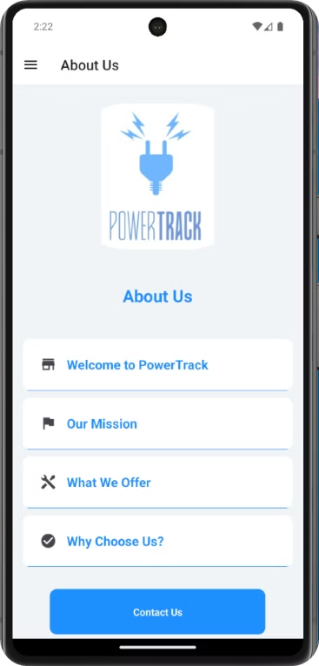 2:22
About Us
POWERTRACK
About Us
Welcome to PowerTrack
Our Mission
What We Offer
Why Choose Us?
Contact Us